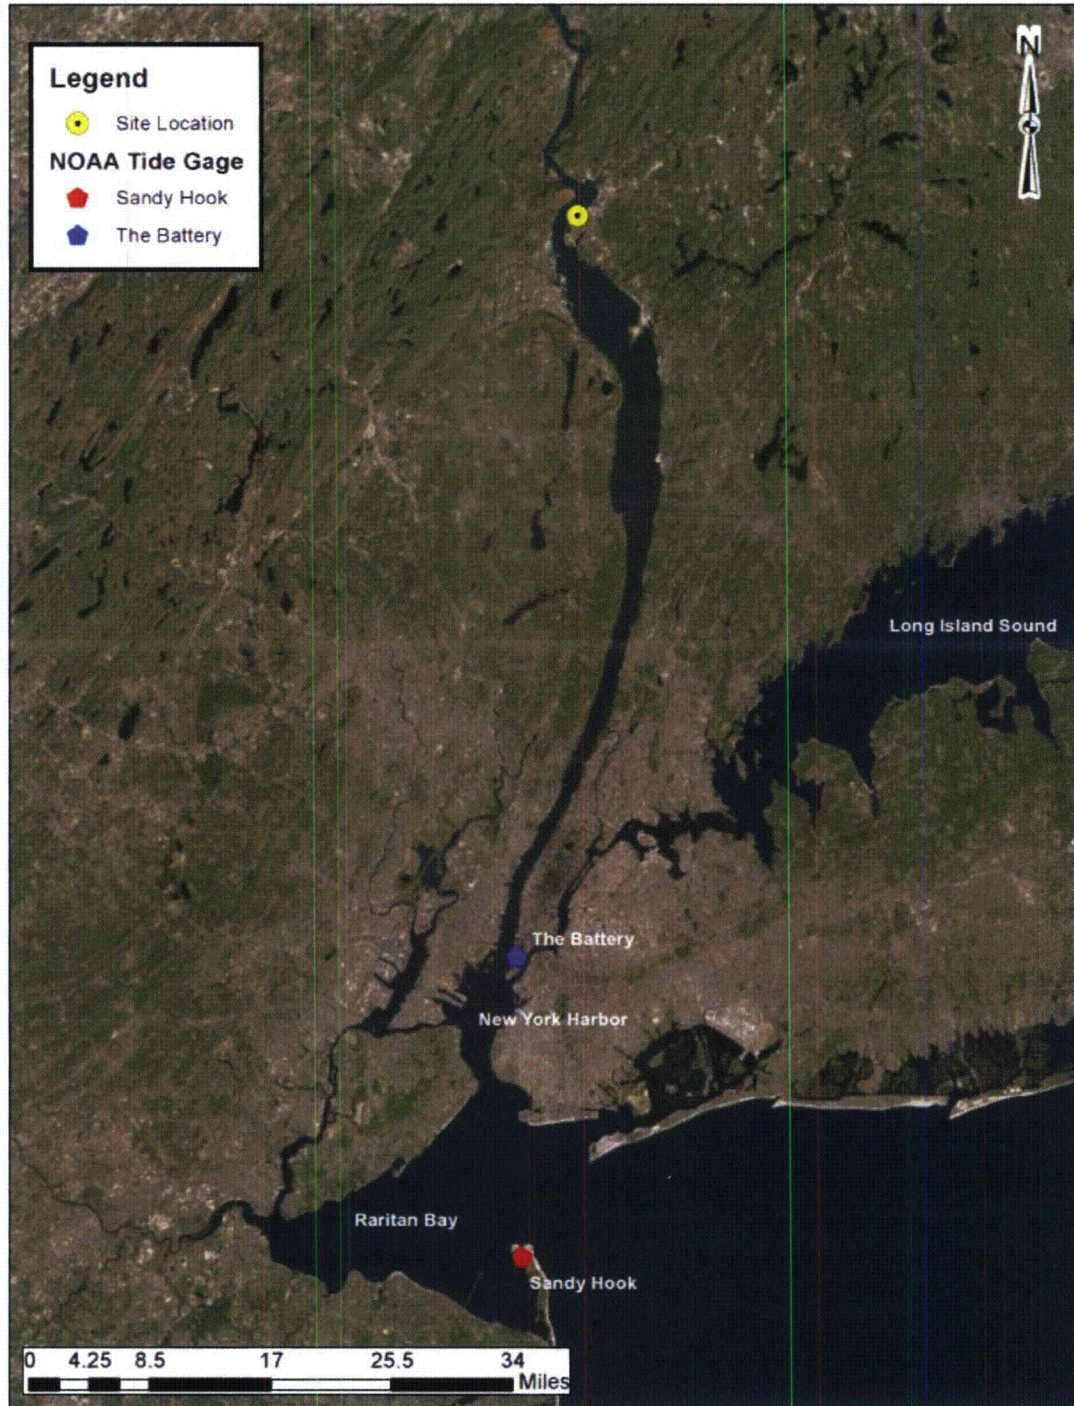 N
Legend
Site Location
NOAA Tide Gage
Sandy Hook
The Battery
Long Island Sound
The Battery
New York Harbor
Raritan Bay
Sandy Hook
0 4.25 8.5 17 25.5 34
Miles